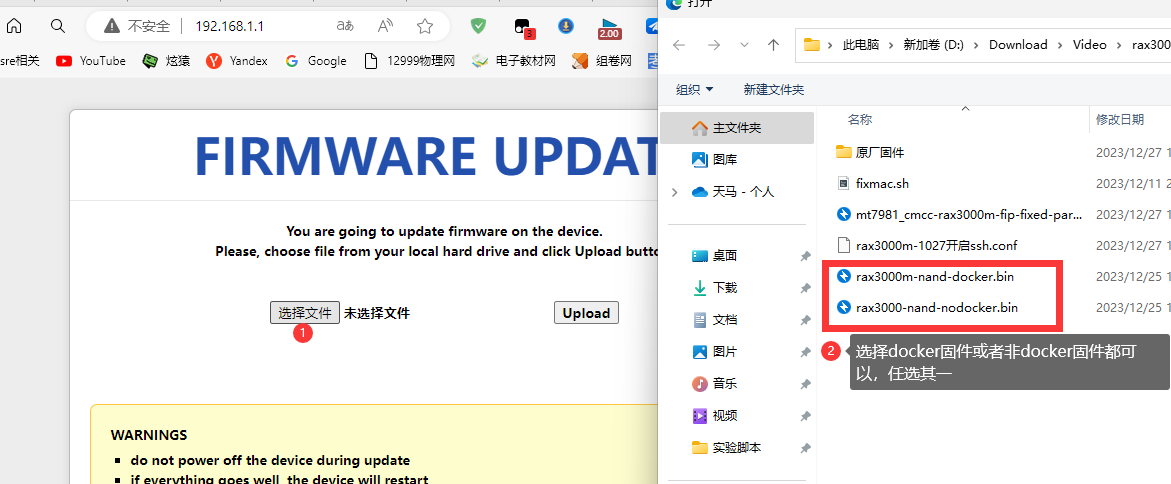 不安全 192.168.1.1 aあ A 3 2.00
sre相关 YouTube 炫猿 Yandex Google 12999物理网 电子教材网 组卷网
FIRMWARE UPDAT
You are going to update firmware on the device.
Please, choose file from your local hard drive and click Upload butto
选择文件 未选择文件 Upload
1
WARNINGS
do not power off the device during update
if everything goes well, the device will restart
打开
此电脑 新加卷 (D:) Download Video rax300
组织 新建文件夹
名称 修改日期
主文件夹
图库
天马 - 个人
桌面
下载
文档
图片
音乐
视频
实验脚本
原厂固件 2023/12/27 1
fixmac.sh 2023/12/11 2
mt7981_cmcc-rax3000m-fip-fixed-par... 2023/12/27 1
rax3000m-1027开启ssh.conf 2023/12/27 1
rax3000m-nand-docker.bin 2023/12/25 1
rax3000-nand-nodocker.bin 2023/12/25 1
2 选择docker固件或者非docker固件都可
以，任选其一